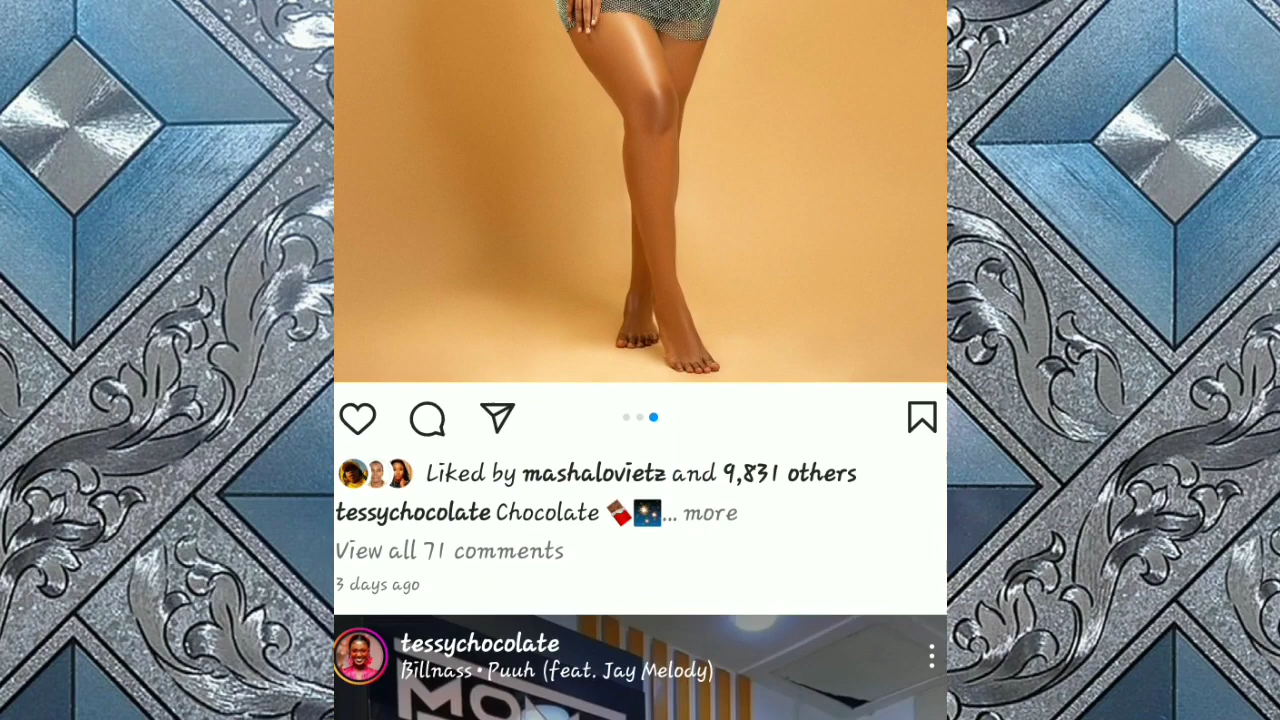 Liked by mashalovietz and 9,831 others
tessychocolate Chocolate 🍫🎇... more
View all 71 comments
3 days ago
tessychocolate
Billnass • Puuh (feat. Jay Melody)